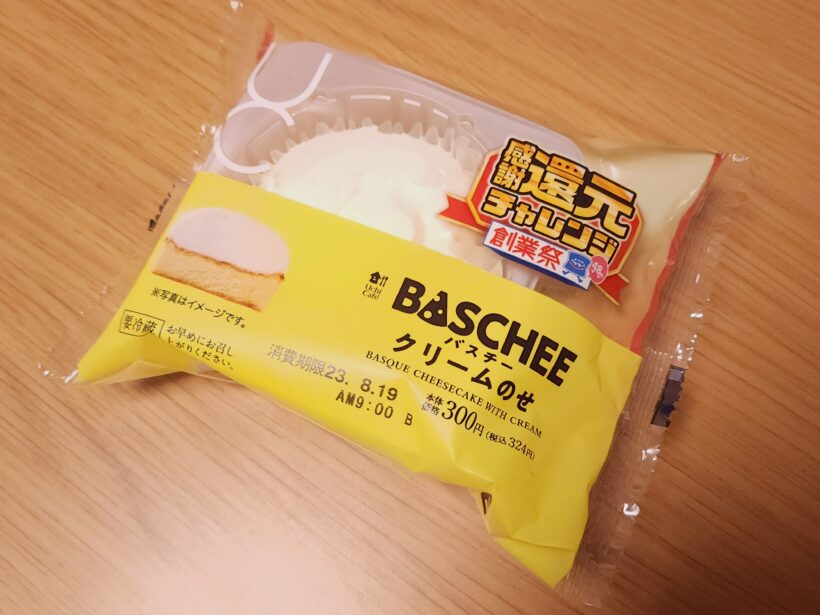 感謝
還元
チャレンジ
創業祭
Uchi
Café
BASCHEE
バスチー
クリームのせ
BASQUE CHEESECAKE WITH CREAM
本体
価格 300円 (税込324円)
※写真はイメージです。
要冷蔵 お早めにお召し
上がりください。
消費期限23. 8.19
AM9:00 B